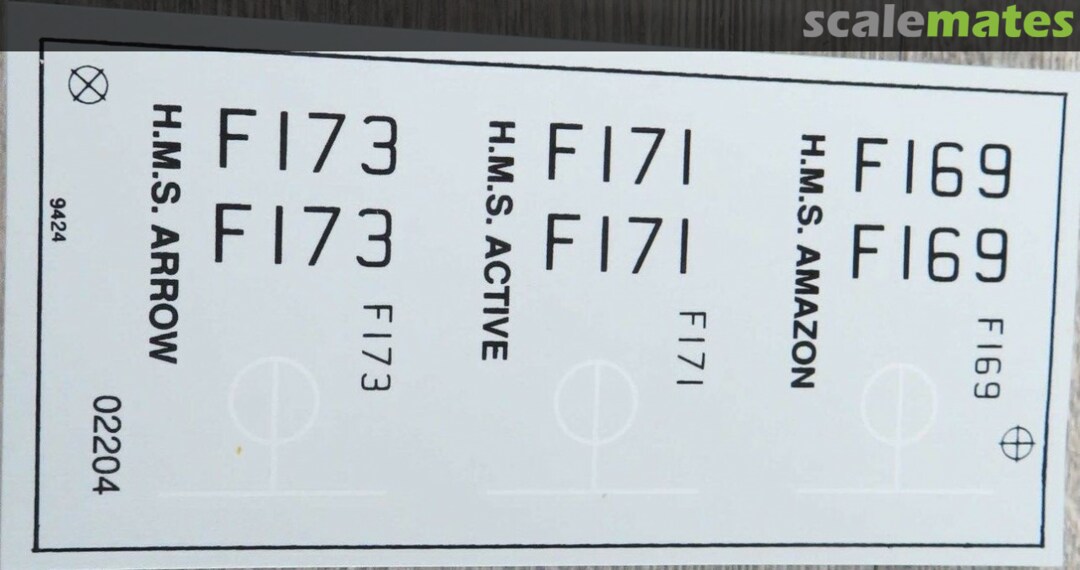 scalemates
H.M.S. ARROW
F173
F173
F173
H.M.S. ACTIVE
F171
F171
F171
H.M.S. AMAZON
F169
F169
F169
9424
02204